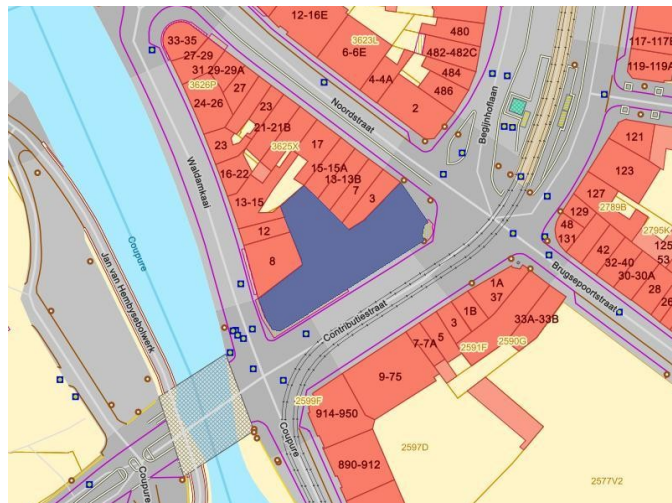 12-16E
3623L
6-6E
4-4A
480
482-482C
484
486
2
117-117B
119-119A
33-35
27-29
31
29-29A
3626P
24-26
27
23
21-21B
3625X
17
15-15A
13-13B
7
3
23
16-22
13-15
12
8
Noordstraat
Begijnhoflaan
Waldamkaai
Coupure
Jan van Hembysebolwerk
Contributiestraat
Brugsepoortstraat
121
123
127
2789B
129
48
131
42
32-40
30-30A
28
26
2795K
125
53-
1A
37
1B
3
5
7-7A
33A-33B
2591F
2590G
9-75
2599F
914-950
890-912
2597D
2577V2
Coupure
Coupure